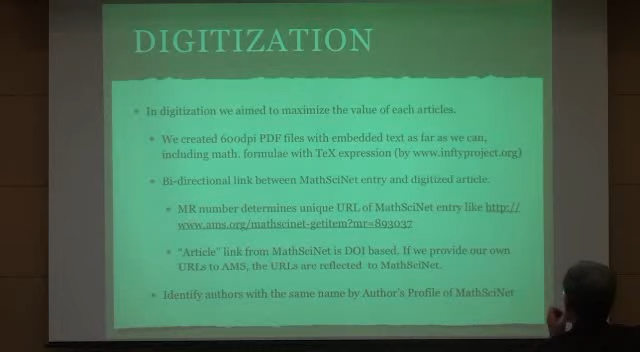 DIGITIZATION
In digitization we aimed to maximize the value of each articles.
We created 600dpi PDF files with embedded text as far as we can,
including math. formulae with TeX expression (by www.inftyproject.org)
Bi-directional link between MathSciNet entry and digitized article.
MR number determines unique URL of MathSciNet entry like http://
www.ams.org/mathscinet-getitem?mr=893037
"Article" link from MathSciNet is DOI based. If we provide our own
URLs to AMS, the URLs are reflected to MathSciNet.
Identify authors with the same name by Author's Profile of MathSciNet